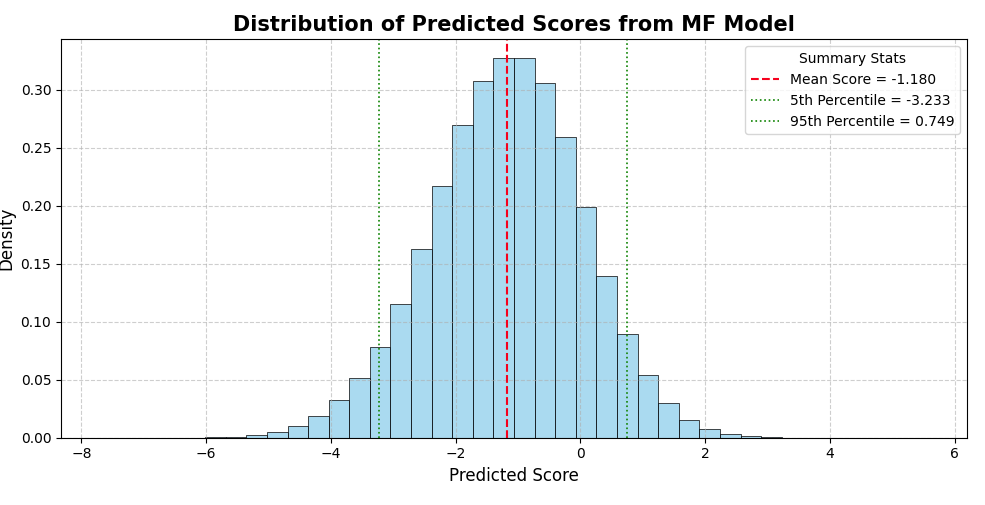 Distribution of Predicted Scores from MF Model
Summary Stats
Mean Score = -1.180
5th Percentile = -3.233
95th Percentile = 0.749
0.30
0.25
0.20
0.15
0.10
0.05
0.00
Density
−8 −6 −4 −2 0 2 4 6
Predicted Score